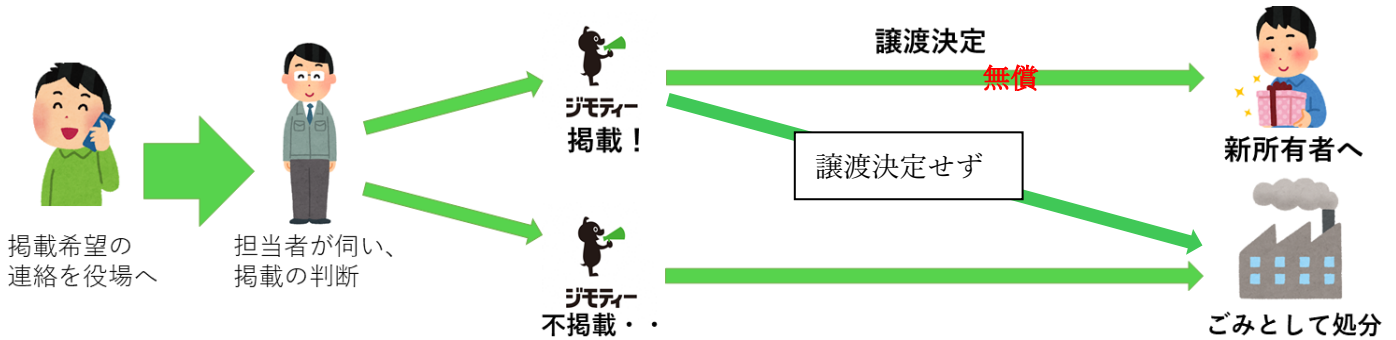 掲載希望の
連絡を役場へ
担当者が伺い、
掲載の判断
ジモティー
掲載！
ジモティー
不掲載・・
譲渡決定
無償
譲渡決定せず
新所有者へ
ごみとして処分